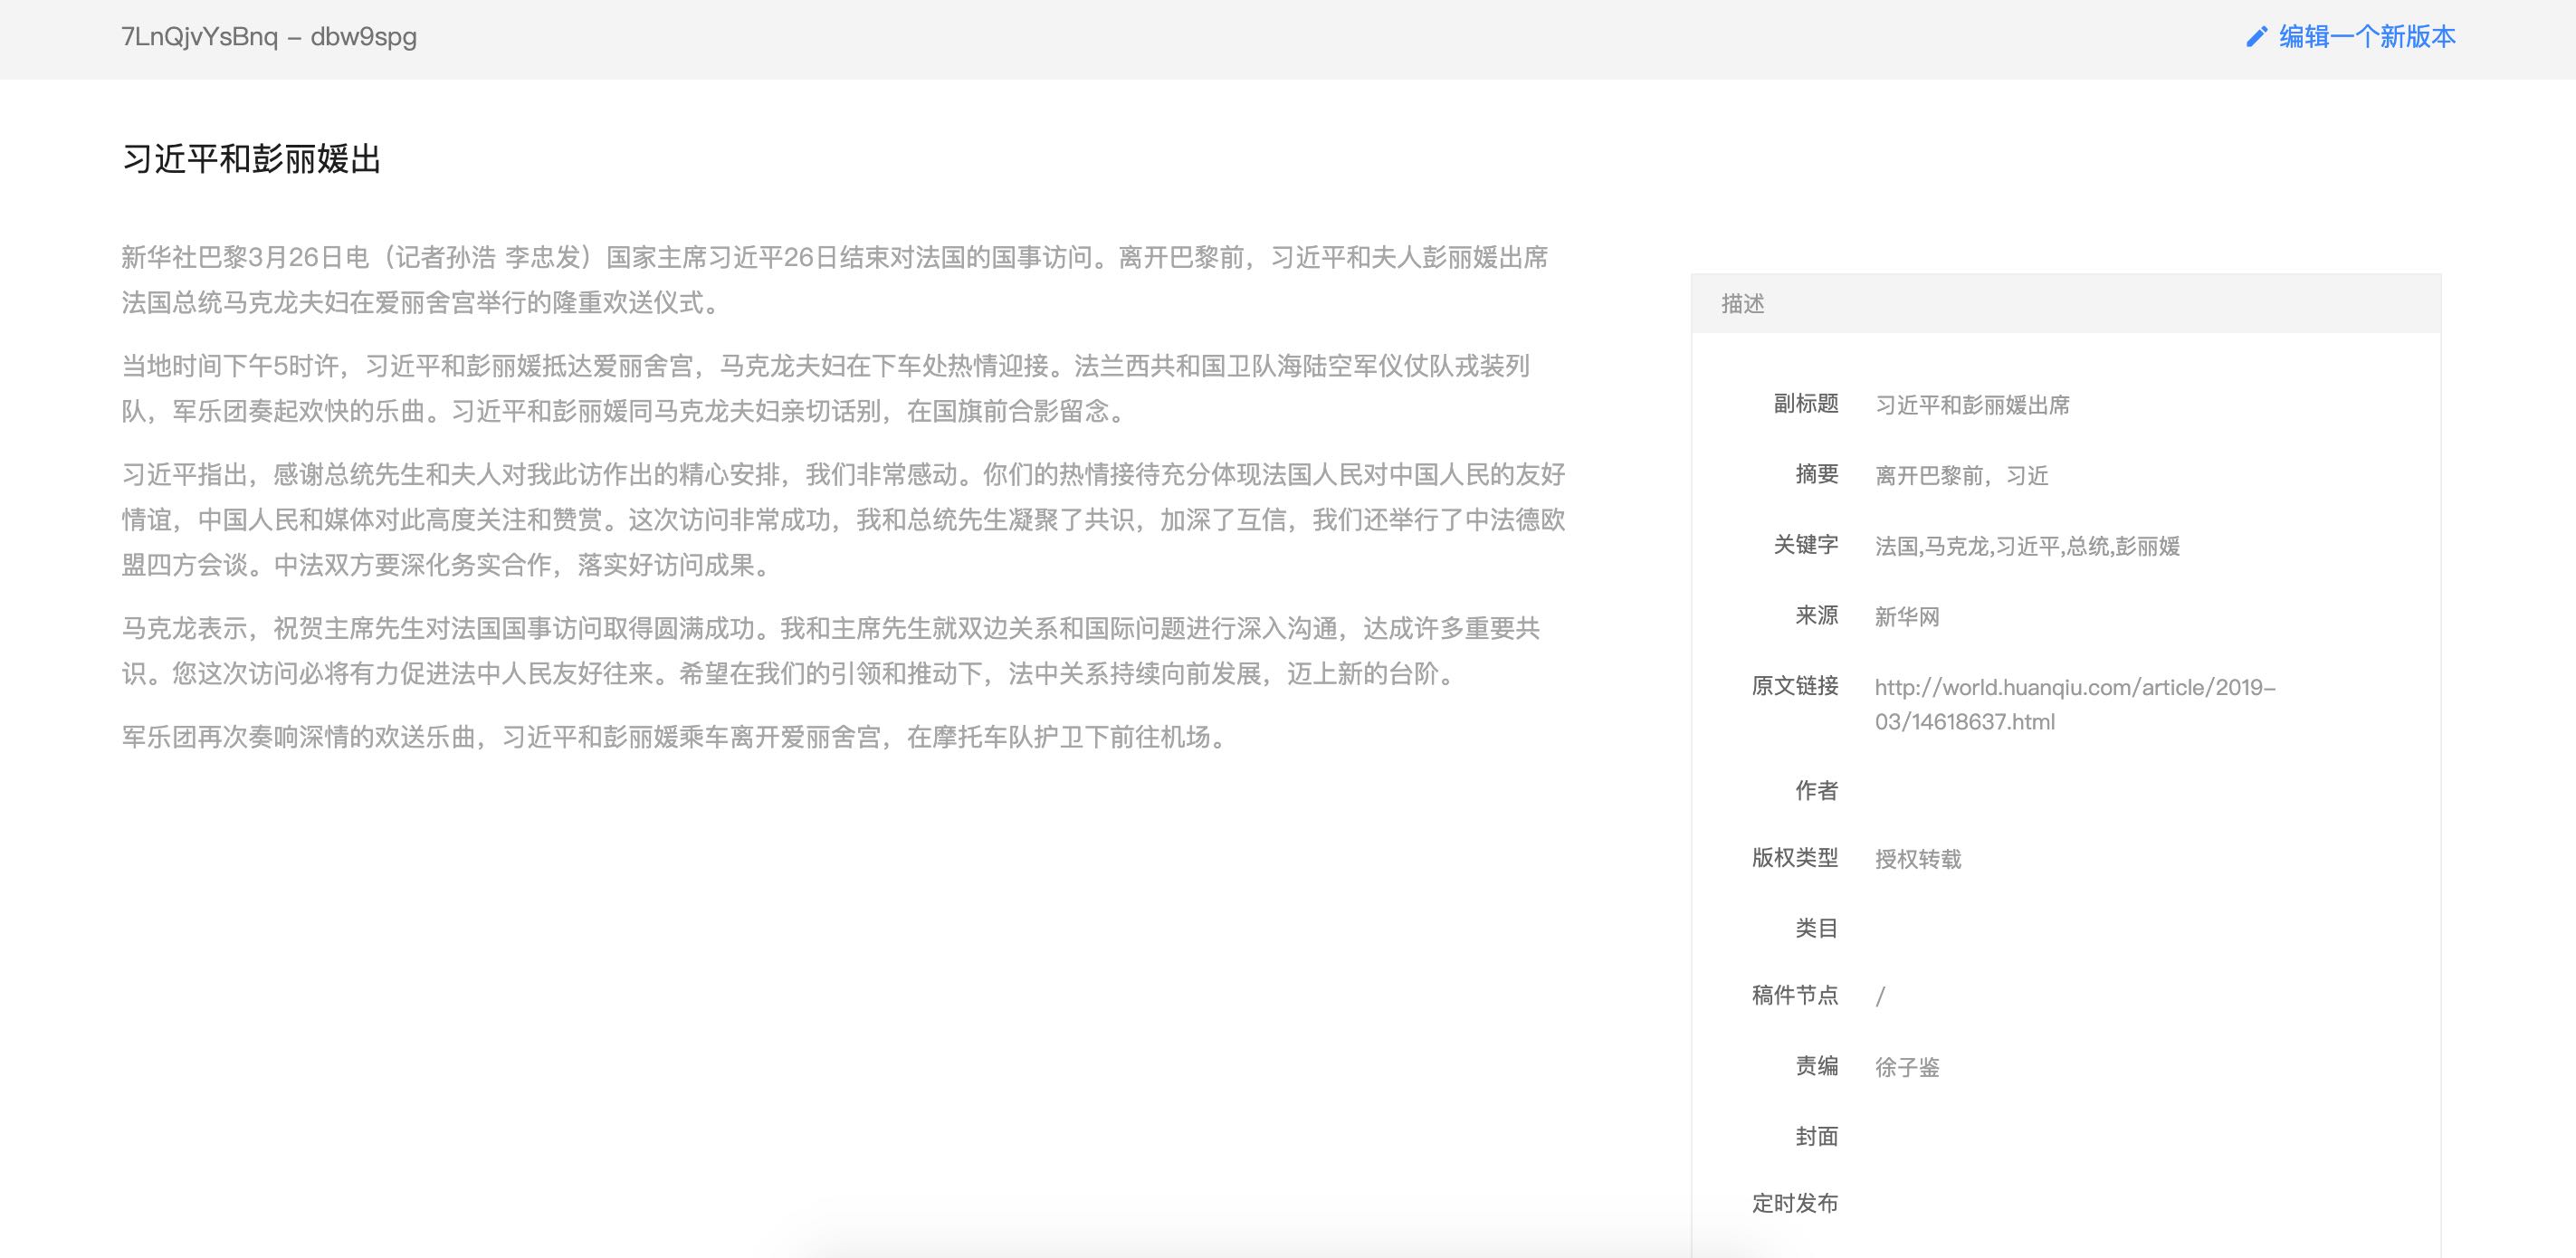 7LnQjvYsBnq – dbw9spg
编辑一个新版本
习近平和彭丽媛出
新华社巴黎3月26日电（记者孙浩 李忠发）国家主席习近平26日结束对法国的国事访问。离开巴黎前，习近平和夫人彭丽媛出席
法国总统马克龙夫妇在爱丽舍宫举行的隆重欢送仪式。
当地时间下午5时许，习近平和彭丽媛抵达爱丽舍宫，马克龙夫妇在下车处热情迎接。法兰西共和国卫队海陆空军仪仗队戎装列
队，军乐团奏起欢快的乐曲。习近平和彭丽媛同马克龙夫妇亲切话别，在国旗前合影留念。
习近平指出，感谢总统先生和夫人对我此访作出的精心安排，我们非常感动。你们的热情接待充分体现法国人民对中国人民的友好
情谊，中国人民和媒体对此高度关注和赞赏。这次访问非常成功，我和总统先生凝聚了共识，加深了互信，我们还举行了中法德欧
盟四方会谈。中法双方要深化务实合作，落实好访问成果。
马克龙表示，祝贺主席先生对法国国事访问取得圆满成功。我和主席先生就双边关系和国际问题进行深入沟通，达成许多重要共
识。您这次访问必将有力促进法中人民友好往来。希望在我们的引领和推动下，法中关系持续向前发展，迈上新的台阶。
军乐团再次奏响深情的欢送乐曲，习近平和彭丽媛乘车离开爱丽舍宫，在摩托车队护卫下前往机场。
描述
副标题 习近平和彭丽媛出席
摘要 离开巴黎前，习近
关键字 法国,马克龙,习近平,总统,彭丽媛
来源 新华网
原文链接 http://world.huanqiu.com/article/2019-
03/14618637.html
作者
版权类型 授权转载
类目
稿件节点 /
责编 徐子鉴
封面
定时发布